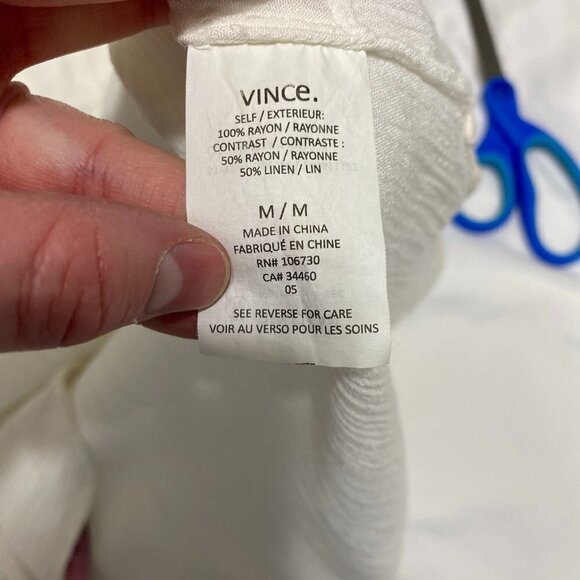 VINCe.
SELF / EXTERIEUR:
100% RAYON / RAYONNE
CONTRAST / CONTRASTE :
50% RAYON / RAYONNE
50% LINEN / LIN
M / M
MADE IN CHINA
FABRIQUÉ EN CHINE
RN# 106730
CA# 34460
05
SEE REVERSE FOR CARE
VOIR AU VERSO POUR LES SOINS